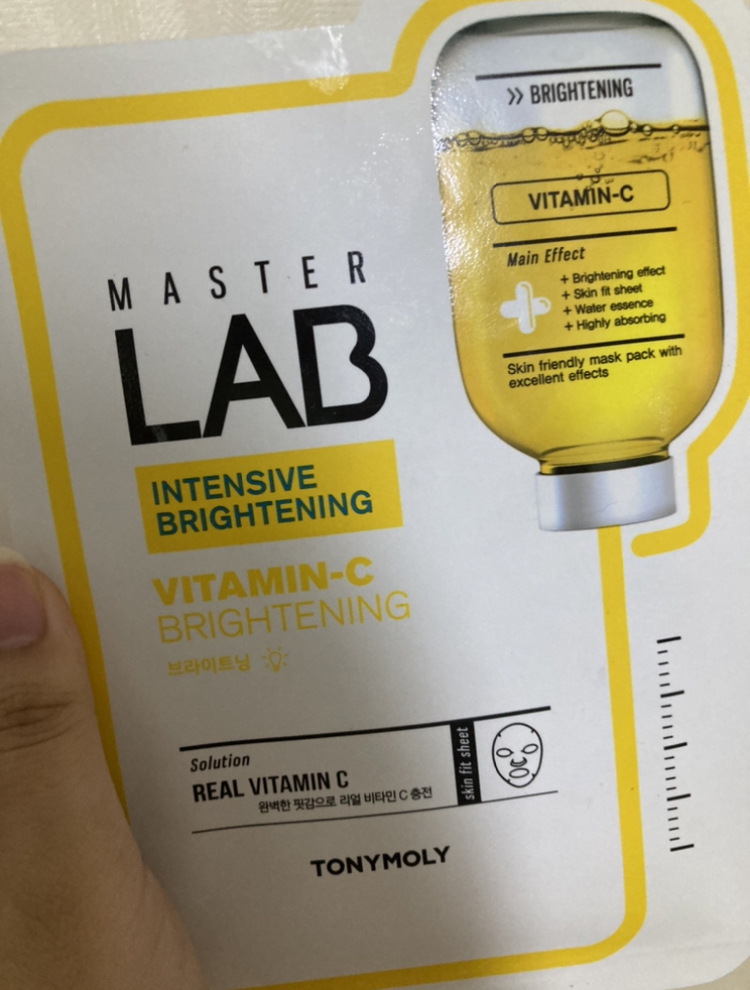 >> BRIGHTENING
VITAMIN-C
Main Effect
+ Brightening effect
+ Skin fit sheet
+ Water essence
+ Highly absorbing
Skin friendly mask pack with
excellent effects
MASTER
LAB
INTENSIVE
BRIGHTENING
VITAMIN-C
BRIGHTENING
브라이트닝
Solution
REAL VITAMIN C
완벽한 핏감으로 리얼 비타민 C 충전
skin fit sheet
TONYMOLY